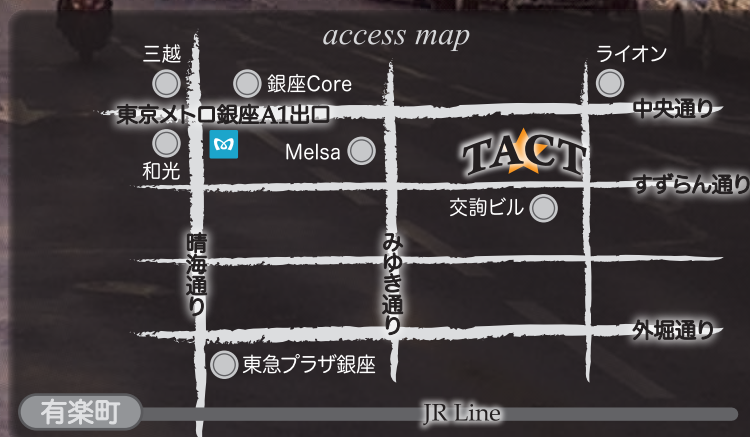 access map
三越
銀座Core
ライオン
東京メトロ銀座A1出口
中央通り
和光
Melsa
TACT
すずらん通り
交詢ビル
晴海通り
みゆき通り
外堀通り
東急プラザ銀座
有楽町
JR Line